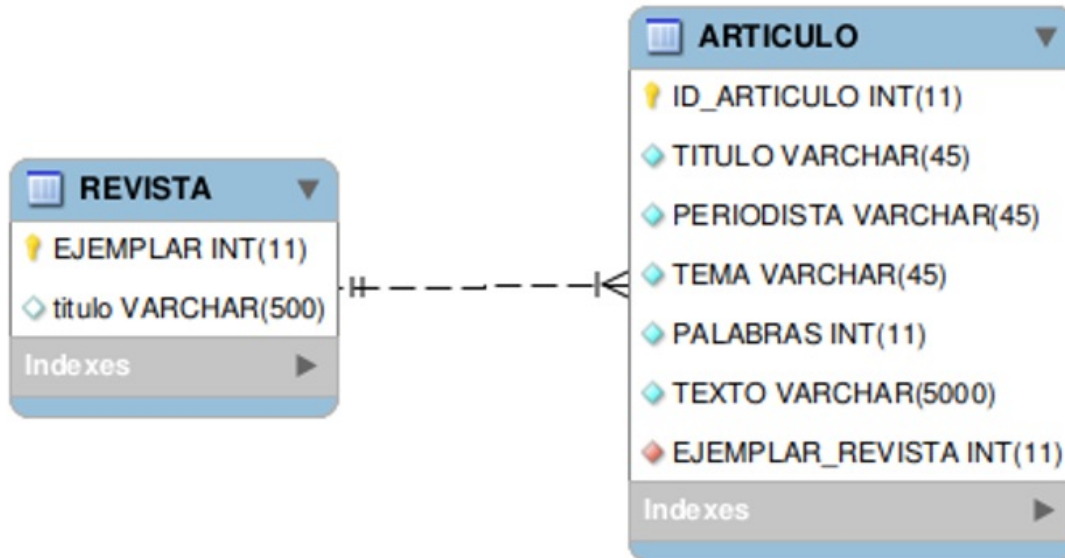 REVISTA
EJEMPLAR INT(11)
titulo VARCHAR(500)
Indexes
ARTICULO
ID_ARTICULO INT(11)
TITULO VARCHAR(45)
PERIODISTA VARCHAR(45)
TEMA VARCHAR(45)
PALABRAS INT(11)
TEXTO VARCHAR(5000)
EJEMPLAR_REVISTA INT(11)
Indexes